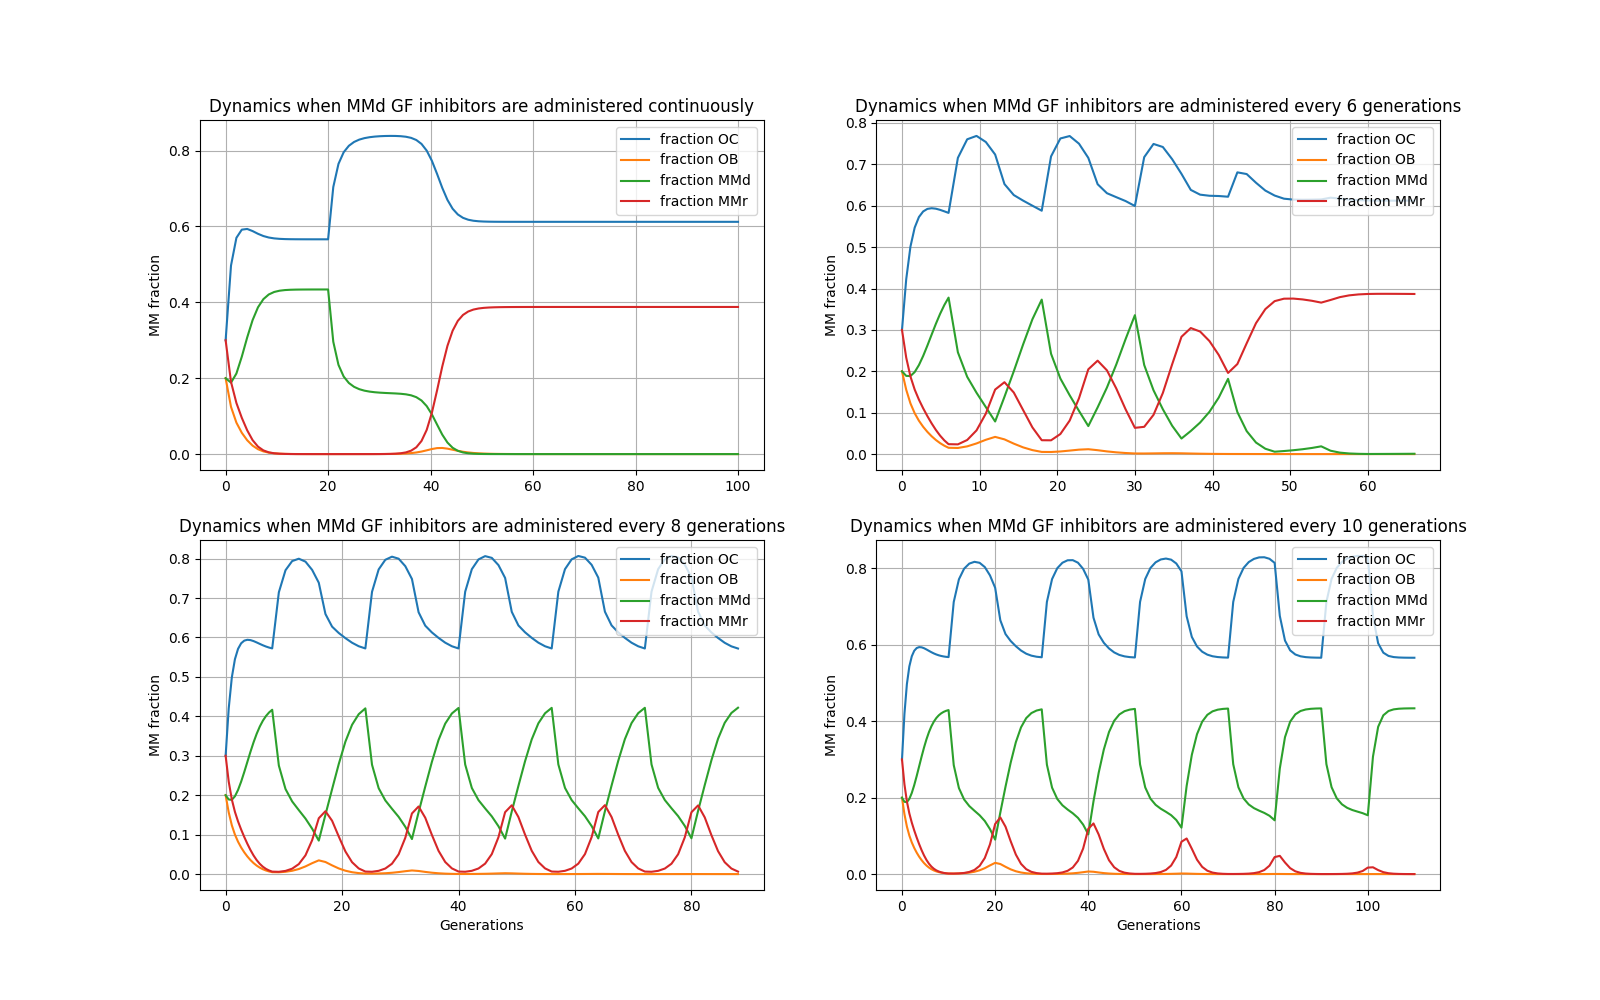 Dynamics when MMd GF inhibitors are administered continuously
MM fraction
0.8
0.6
0.4
0.2
0.0
0 20 40 60 80 100
fraction OC
fraction OB
fraction MMd
fraction MMr
Dynamics when MMd GF inhibitors are administered every 6 generations
MM fraction
0.8
0.7
0.6
0.5
0.4
0.3
0.2
0.1
0.0
0 10 20 30 40 50 60
fraction OC
fraction OB
fraction MMd
fraction MMr
Dynamics when MMd GF inhibitors are administered every 8 generations
MM fraction
0.8
0.7
0.6
0.5
0.4
0.3
0.2
0.1
0.0
0 20 40 60 80
Generations
fraction OC
fraction OB
fraction MMd
fraction MMr
Dynamics when MMd GF inhibitors are administered every 10 generations
MM fraction
0.8
0.6
0.4
0.2
0.0
0 20 40 60 80 100
Generations
fraction OC
fraction OB
fraction MMd
fraction MMr